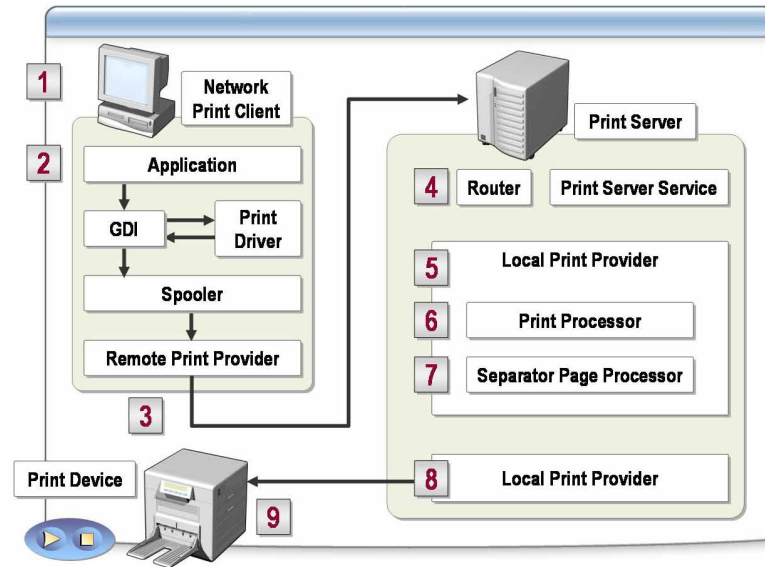 1
Network
Print Client
2
Application
GDI
Print
Driver
Spooler
Remote Print Provider
3
Print Server
4
Router
Print Server Service
5
Local Print Provider
6
Print Processor
7
Separator Page Processor
8
Local Print Provider
Print Device
9